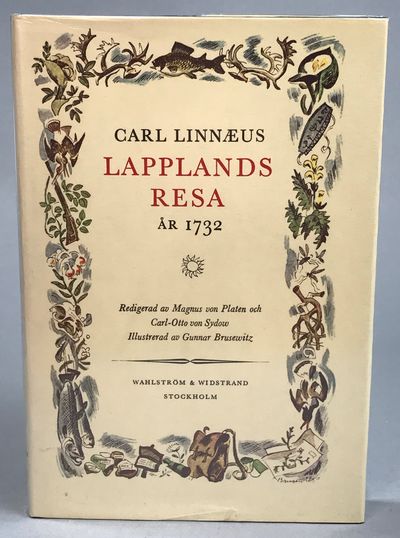 CARL LINNÆUS
LAPPLANDS
RESA
ÅR 1732
Redigerad av Magnus von Platen och
Carl-Otto von Sydow
Illustrerad av Gunnar Brusewitz
WAHLSTRÖM & WIDSTRAND
STOCKHOLM